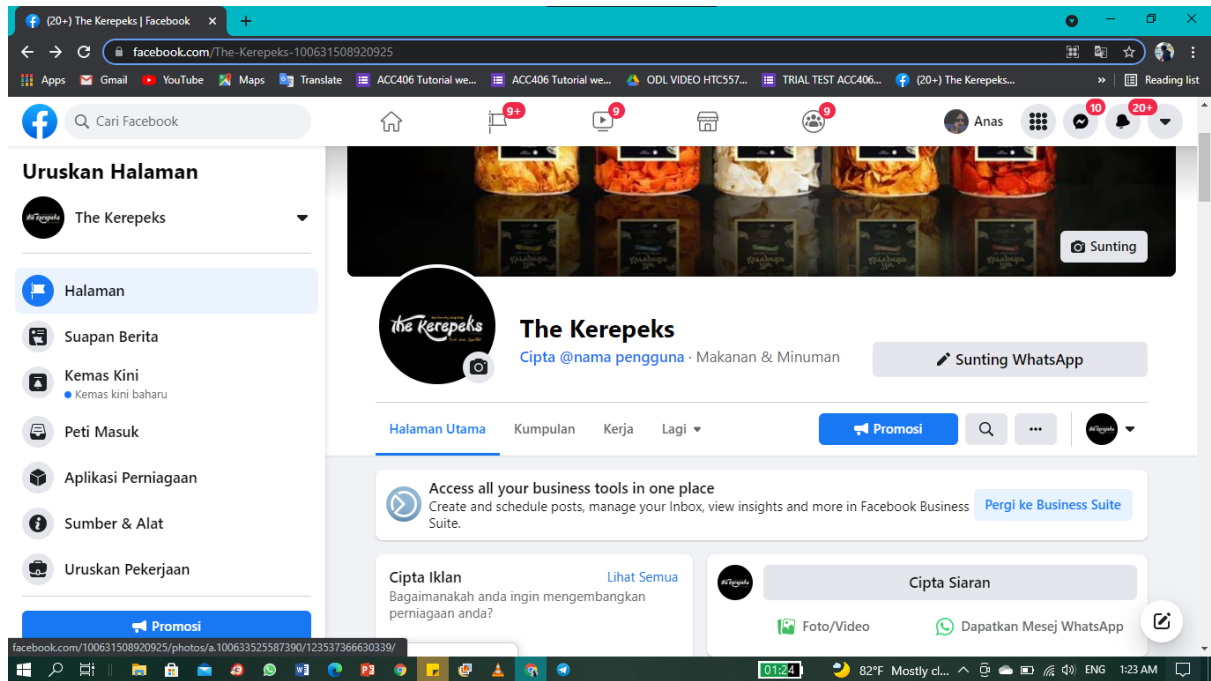 (20+) The Kerepeks | Facebook
facebook.com/The-Kerepeks-100631508920925
Apps Gmail YouTube Maps Translate ACC406 Tutorial we... ACC406 Tutorial we... ODL VIDEO HTC557... TRIAL TEST ACC406... (20+) The Kerepeks... » Reading list
Cari Facebook 9+ 9 9 Anas 10 20+
Uruskan Halaman
The Kerepeks
Sunting
Halaman
Suapan Berita
Kemas Kini
Kemas kini baharu
Peti Masuk
Aplikasi Perniagaan
Sumber & Alat
Uruskan Pekerjaan
Promosi
the Kerepeks
The Kerepeks
Cipta @nama pengguna · Makanan & Minuman
Sunting WhatsApp
Halaman Utama Kumpulan Kerja Lagi
Promosi
Access all your business tools in one place
Create and schedule posts, manage your Inbox, view insights and more in Facebook Business
Suite.
Pergi ke Business Suite
Cipta Iklan Lihat Semua
Bagaimanakah anda ingin mengembangkan
perniagaan anda?
Cipta Siaran
Foto/Video Dapatkan Mesej WhatsApp
facebook.com/100631508920925/photos/a.100633525587390/123537366630339/
01:24 82°F Mostly cl... ENG 1:23 AM